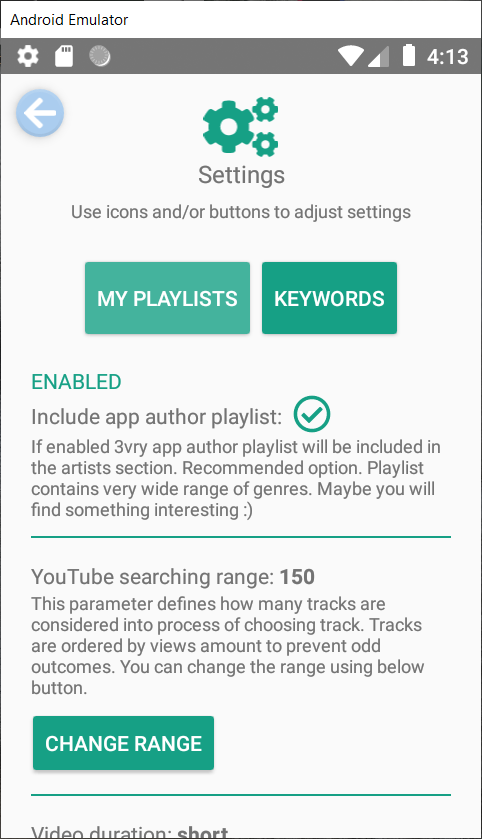 Android Emulator
4:13
Settings
Use icons and/or buttons to adjust settings
MY PLAYLISTS KEYWORDS
ENABLED
Include app author playlist:
If enabled 3vry app author playlist will be included in
the artists section. Recommended option. Playlist
contains very wide range of genres. Maybe you will
find something interesting :)
YouTube searching range: 150
This parameter defines how many tracks are
considered into process of choosing track. Tracks
are ordered by views amount to prevent odd
outcomes. You can change the range using below
button.
CHANGE RANGE
Video duration: short